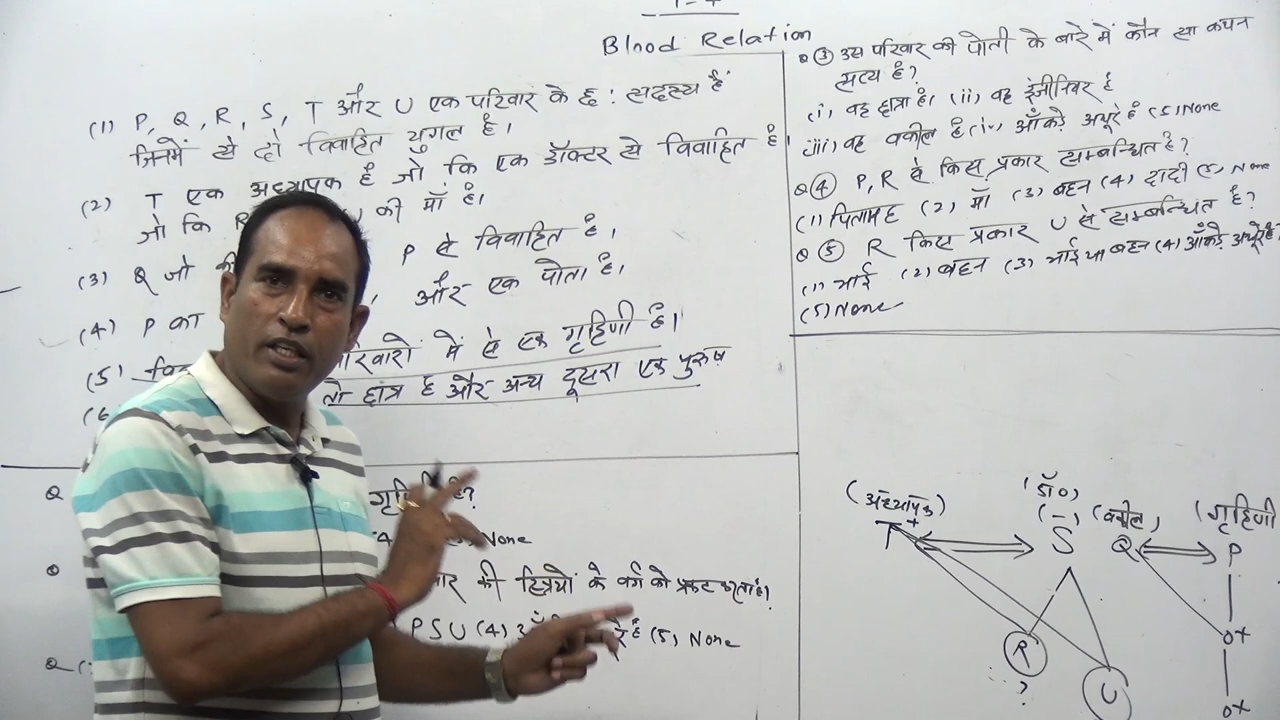 Blood Relation
(1) P, Q, R, S, T और U एक परिवार के छ: सदस्य हैं
जिनमें से दो विवाहित युगल हैं।
(2) T एक अध्यापक है जो कि एक डॉक्टर से विवाहित है।
जो कि R की माँ है।
(3) Q जो P से विवाहित है,
(4) P का और एक पोता है।
(5) में से एक गृहिणी है।
छात्र है और अन्य दूसरा एक पुरुष
Q है?
None
Q की स्त्रियों के वर्ग को प्रकट करता है।
PSU (4) (5) None
Q
Q (3) उस परिवार की पोती के बारे में कौन सा कथन
सत्य है?
(i) वह छात्रा है। (ii) वह इंजीनियर है
(iii) वह वकील है (iv) आँकड़े अधूरे हैं (5) None
Q (4) P, R से किस प्रकार सम्बन्धित है?
(1) पितामह (2) माँ (3) बहन (4) दादी (5) None
Q (5) R किस प्रकार U से सम्बन्धित है?
(1) भाई (2) बहन (3) भाई या बहन (4) आँकड़े अधूरे हैं
(5) None
(अध्यापक) (डॉ०) (वकील) (गृहिणी)
+ (-)
T S Q P
R U
?